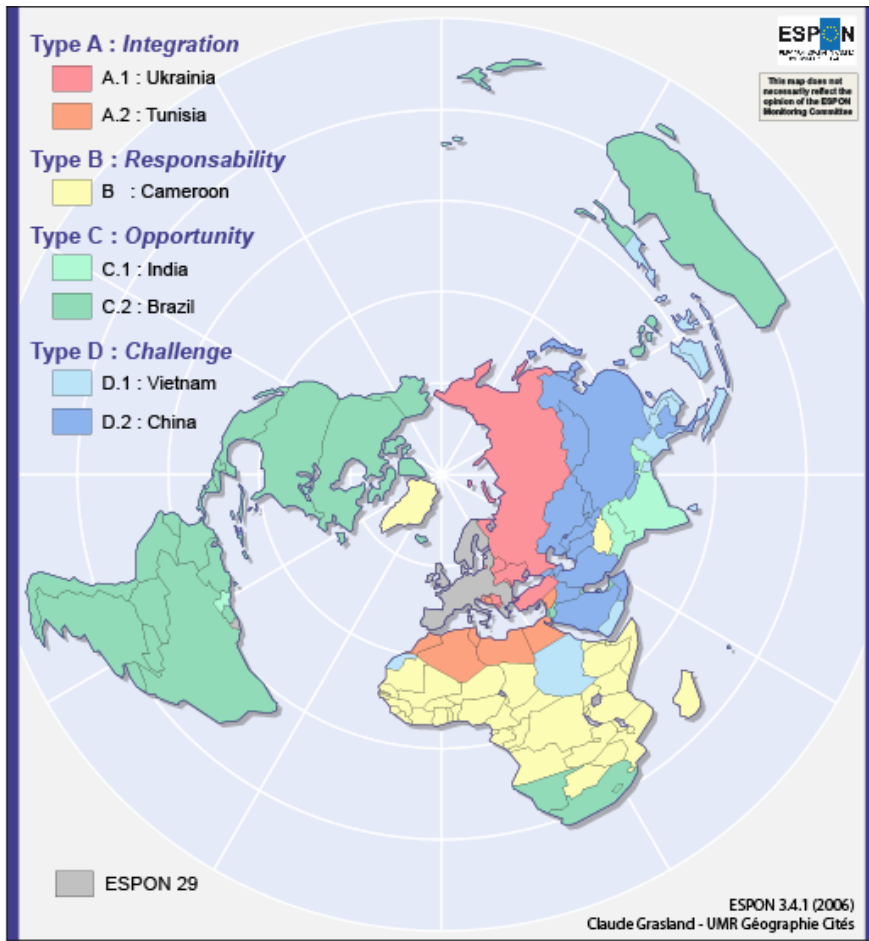 Type A : Integration
A.1 : Ukrainia
A.2 : Tunisia
Type B : Responsability
B : Cameroon
Type C : Opportunity
C.1 : India
C.2 : Brazil
Type D : Challenge
D.1 : Vietnam
D.2 : China
ESPON
This map does not
necessarily reflect the
opinion of the ESPON
Monitoring Committee
ESPON 29
ESPON 3.4.1 (2006)
Claude Grasland - UMR Géographie Cités